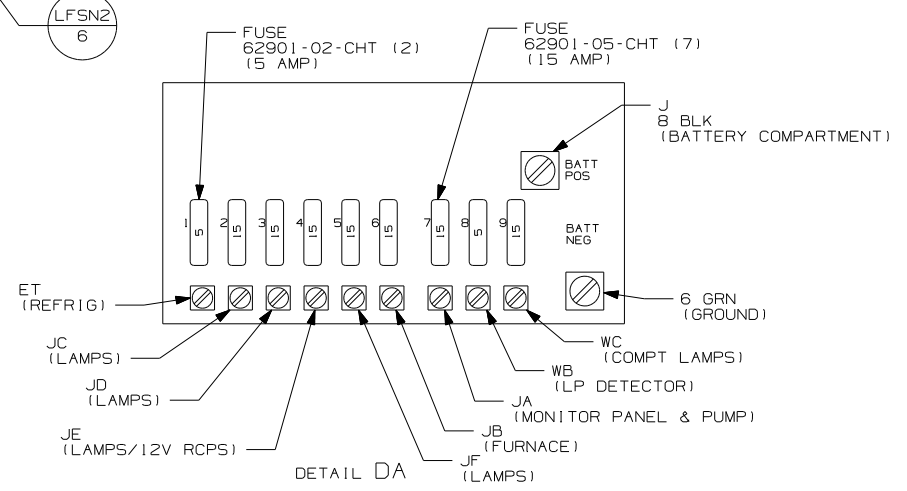 LFSN2
6
FUSE
62901-02-CHT (2)
(5 AMP)
FUSE
62901-05-CHT (7)
(15 AMP)
J
8 BLK
(BATTERY COMPARTMENT)
BATT
POS
1 5
2 15
3 15
4 15
5 15
6 15
7 15
8 5
9 15
BATT
NEG
ET
(REFRIG)
6 GRN
(GROUND)
JC
(LAMPS)
WC
(COMPT LAMPS)
JD
(LAMPS)
WB
(LP DETECTOR)
JA
(MONITOR PANEL & PUMP)
JE
(LAMPS/12V RCPS)
JB
(FURNACE)
JF
(LAMPS)
DETAIL DA